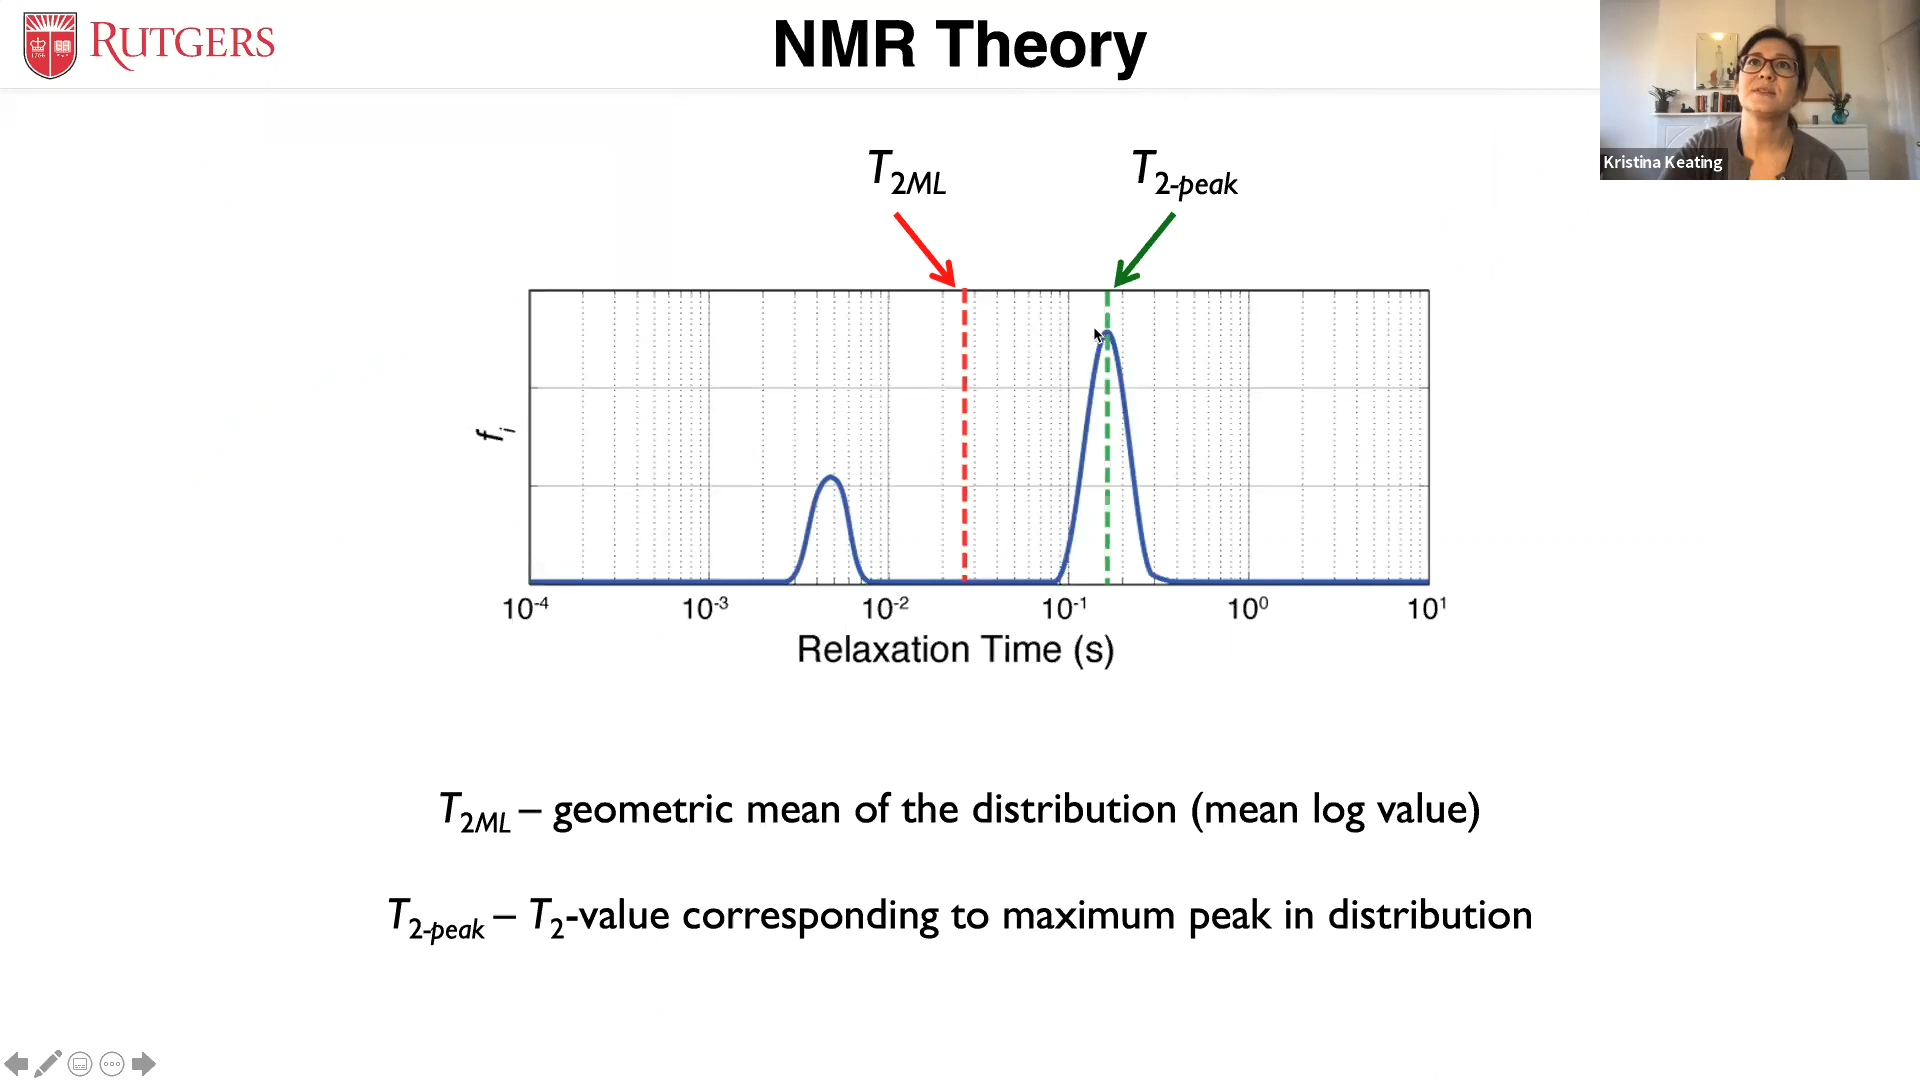 RUTGERS
NMR Theory
Kristina Keating
T2ML
T2-peak
fi
10-4 10-3 10-2 10-1 100 101
Relaxation Time (s)
T2ML – geometric mean of the distribution (mean log value)
T2-peak – T2-value corresponding to maximum peak in distribution